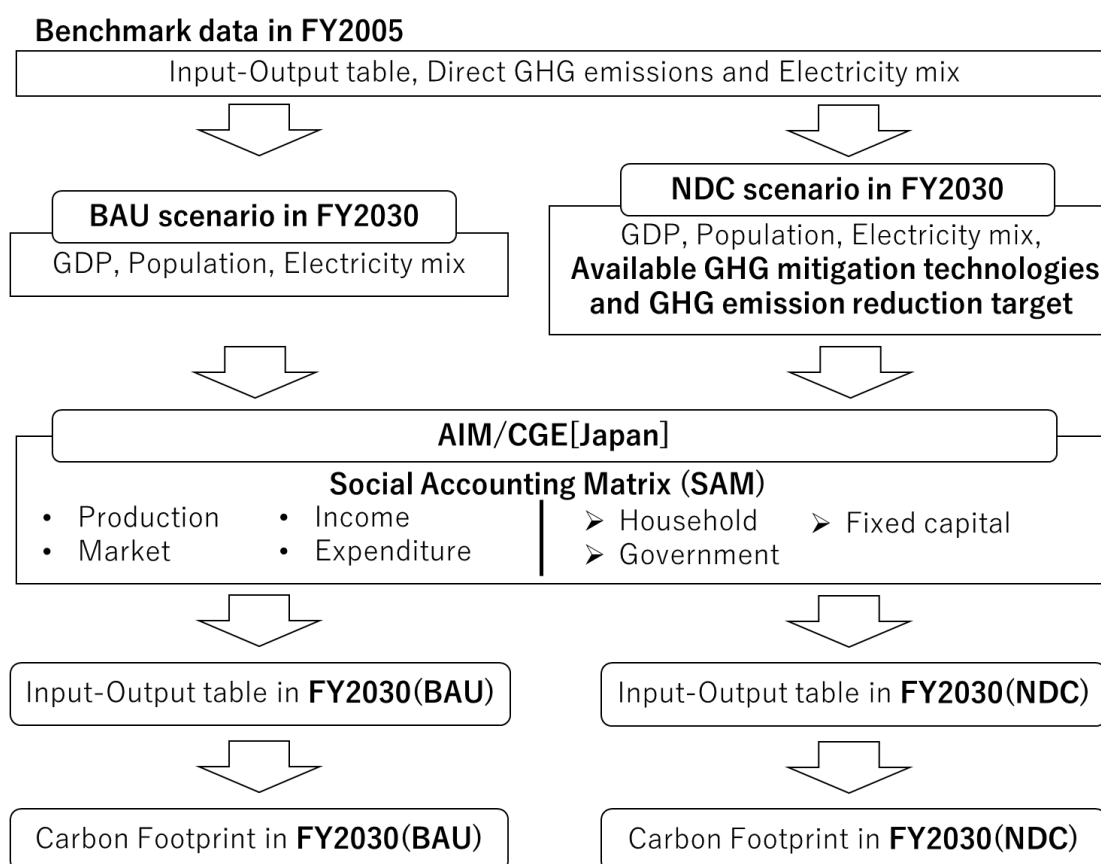 Benchmark data in FY2005
Input-Output table, Direct GHG emissions and Electricity mix
BAU scenario in FY2030
GDP, Population, Electricity mix
NDC scenario in FY2030
GDP, Population, Electricity mix,
Available GHG mitigation technologies
and GHG emission reduction target
AIM/CGE[Japan]
Social Accounting Matrix (SAM)
• Production • Income ➢ Household ➢ Fixed capital
• Market • Expenditure ➢ Government
Input-Output table in FY2030(BAU)
Input-Output table in FY2030(NDC)
Carbon Footprint in FY2030(BAU)
Carbon Footprint in FY2030(NDC)